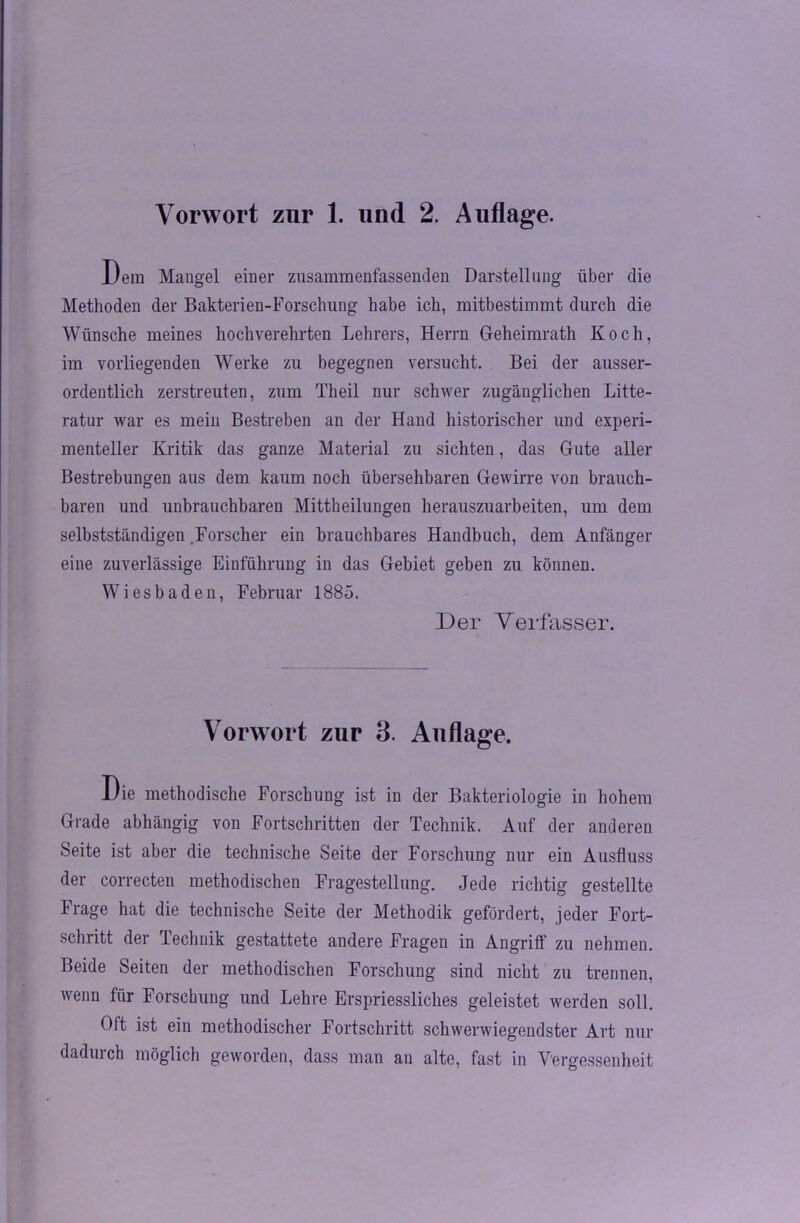 Vorwort zur 1. und 2. Auflage.
Dem Mangel einer zusammenfassenden Darstellung über die
Methoden der Bakterien-Forschung habe ich, mitbestimmt durch die
Wünsche meines hochverehrten Lehrers, Herrn Geheimrath Koch,
im vorliegenden Werke zu begegnen versucht. Bei der ausser-
ordentlich zerstreuten, zum Theil nur schwer zugänglichen Litte-
ratur war es mein Bestreben an der Hand historischer und experi-
menteller Kritik das ganze Material zu sichten, das Gute aller
Bestrebungen aus dem kaum noch übersehbaren Gewirre von brauch-
baren und unbrauchbaren Mittheilungen herauszuarbeiten, um dem
selbstständigen Forscher ein brauchbares Handbuch, dem Anfänger
eine zuverlässige Einführung in das Gebiet geben zu können.
Wiesbaden, Februar 1885.
Der Verfasser.
Vorwort zur 3. Auflage.
Die methodische Forschung ist in der Bakteriologie in hohem
Grade abhängig von Fortschritten der Technik. Auf der anderen
Seite ist aber die technische Seite der Forschung nur ein Ausfluss
der correcten methodischen Fragestellung. Jede richtig gestellte
Frage hat die technische Seite der Methodik gefördert, jeder Fort-
schritt der Technik gestattete andere Fragen in Angriff zu nehmen.
Beide Seiten der methodischen Forschung sind nicht zu trennen,
wenn für Forschung und Lehre Erspriessliches geleistet werden soll.
Oft ist ein methodischer Fortschritt schwerwiegendster Art nur
dadurch möglich geworden, dass man an alte, fast in Vergessenheit